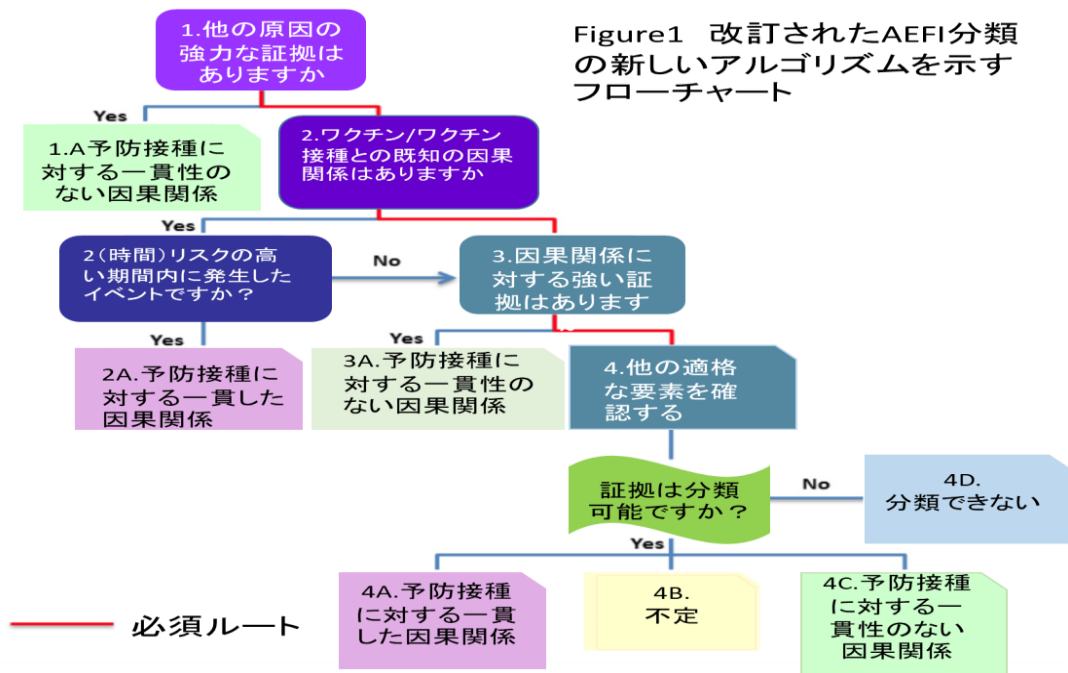 Figure1 改訂されたAEFI分類
の新しいアルゴリズムを示す
フローチャート
1.他の原因の
強力な証拠は
ありますか
Yes
1.A予防接種に
対する一貫性の
ない因果関係
2.ワクチン/ワクチン
接種との既知の因果
関係はありますか
Yes
2(時間)リスクの高
い期間内に発生した
イベントですか？
No
3.因果関係に
対する強い証
拠はあります
Yes
2A.予防接種に
対する一貫した
因果関係
Yes
3A.予防接種に
対する一貫性の
ない因果関係
4.他の適格
な要素を確
認する
証拠は分類
可能ですか？
No
4D.
分類できない
Yes
4A.予防接種
に対する一貫
した因果関係
4B.
不定
4C.予防接種
に対する一
貫性のない
因果関係
必須ルート